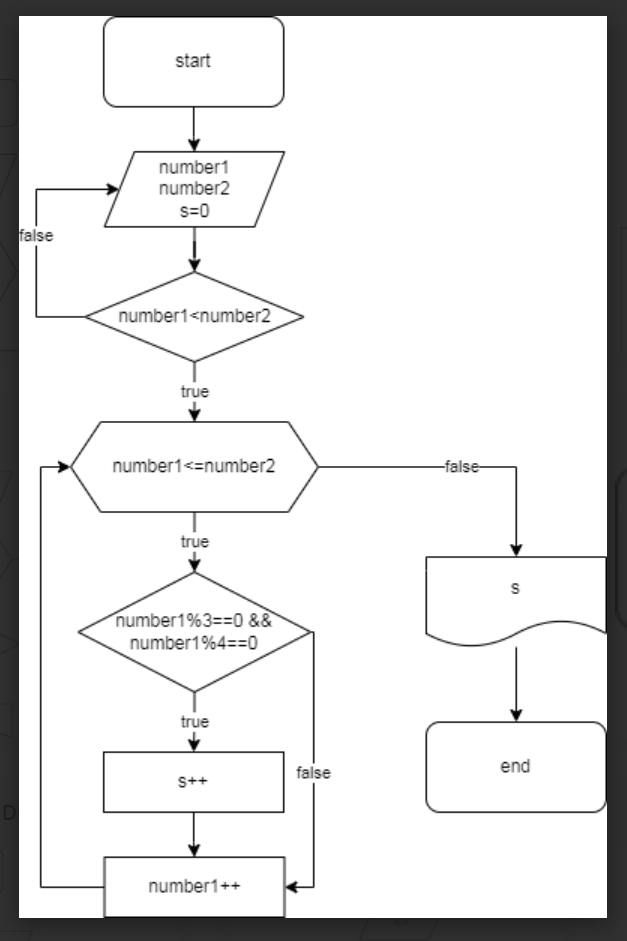 start
number1
number2
s=0
false
number1<number2
true
number1<=number2
false
true
s
number1%3==0 &&
number1%4==0
true
false
s++
end
number1++
D